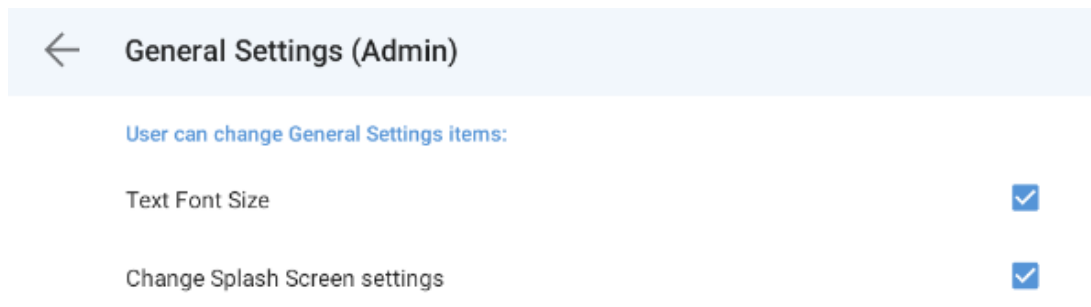 General Settings (Admin)
User can change General Settings items:
Text Font Size
Change Splash Screen settings